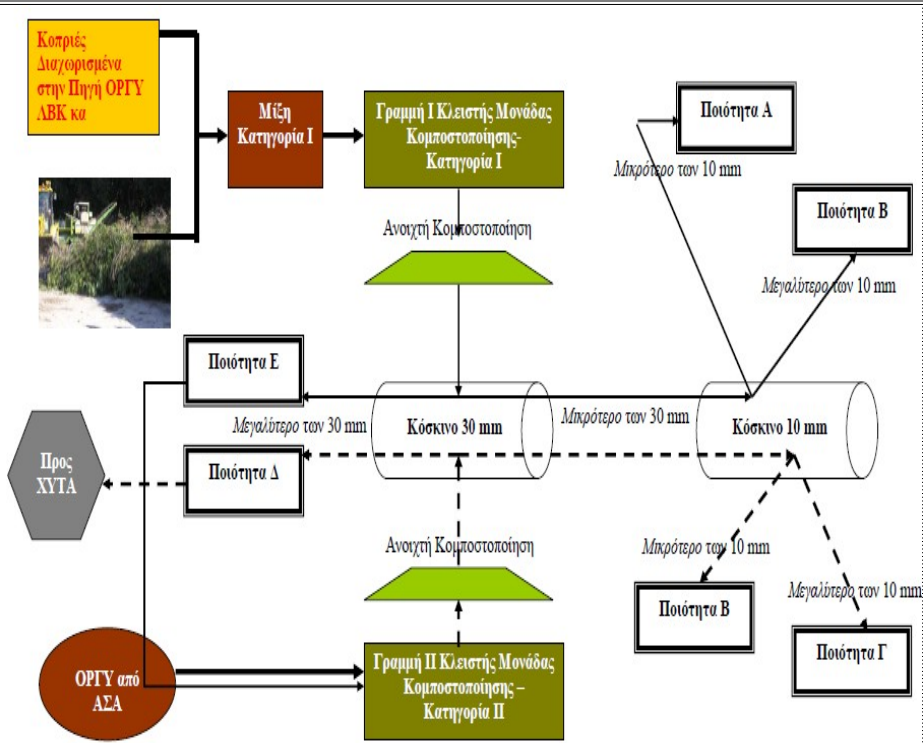 Κοπριές
Διαχωρισμένα
στην Πηγή ΟΡΓΥ
ΛΒΚ κα
Μίξη
Κατηγορία Ι
Γραμμή Ι Κλειστής Μονάδας
Κομποστοποίησης-
Κατηγορία Ι
Ποιότητα Α
Μικρότερο των 10 mm
Ποιότητα Β
Μεγαλύτερο των 10 mm
Ανοιχτή Κομποστοποίηση
Ποιότητα Ε
Μεγαλύτερο των 30 mm
Κόσκινο 30 mm
Μικρότερο των 30 mm
Κόσκινο 10 mm
Προς
ΧΥΤΑ
Ποιότητα Δ
Ανοιχτή Κομποστοποίηση
Μικρότερο των 10 mm
Ποιότητα Β
Μεγαλύτερο των 10 mm
Ποιότητα Γ
ΟΡΓΥ από
ΑΣΑ
Γραμμή ΙΙ Κλειστής Μονάδας
Κομποστοποίησης –
Κατηγορία ΙΙ